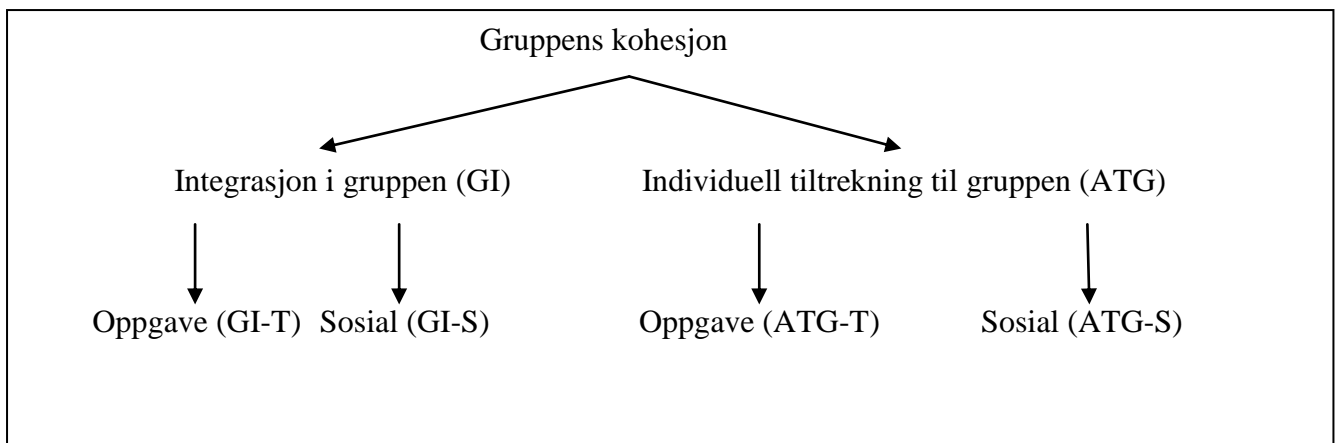 Gruppens kohesjon
Integrasjon i gruppen (GI) Individuell tiltrekning til gruppen (ATG)
Oppgave (GI-T) Sosial (GI-S) Oppgave (ATG-T) Sosial (ATG-S)